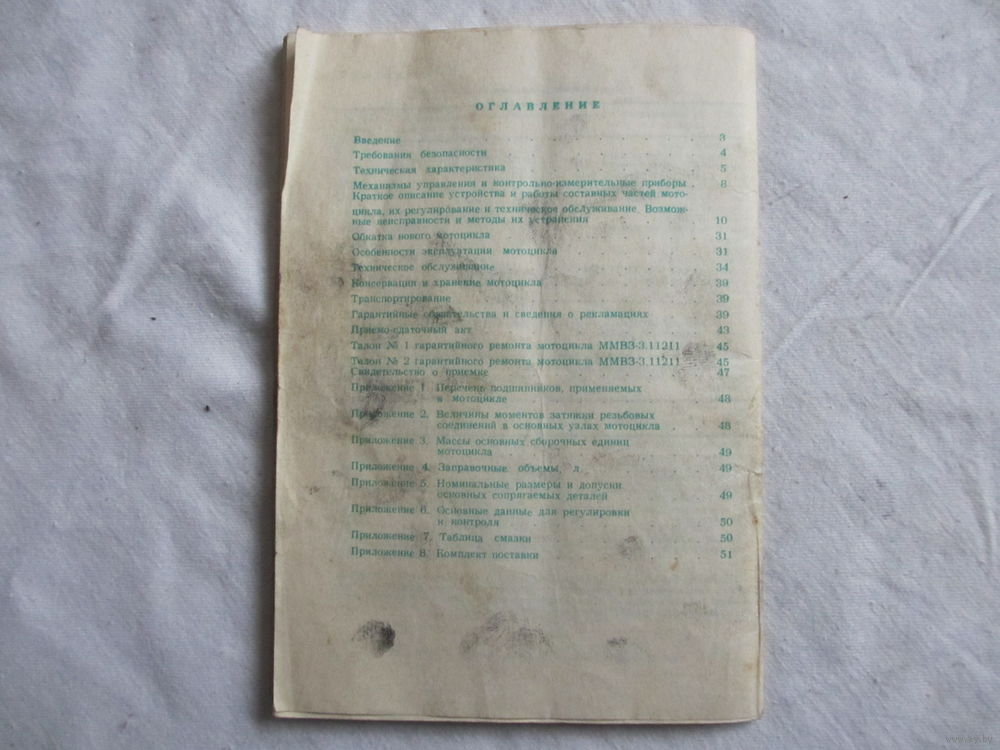 ОГЛАВЛЕНИЕ
Введение 3
Требования безопасности 4
Техническая характеристика 5
Механизмы управления и контрольно-измерительные приборы 8
Краткое описание устройства и работы составных частей мото-
цикла, их регулирование и техническое обслуживание. Возмож-
ные неисправности и методы их устранения 10
Обкатка нового мотоцикла 31
Особенности эксплуатации мотоцикла 31
Техническое обслуживание 34
Консервация и хранение мотоцикла 39
Транспортирование 39
Гарантийные обязательства и сведения о рекламациях 39
Приемо-сдаточный акт 43
Талон № 1 гарантийного ремонта мотоцикла ММВЗ-3.11211 45
Талон № 2 гарантийного ремонта мотоцикла ММВЗ-3.11211 45
Свидетельство о приемке 47
Приложение 1. Перечень подшипников, применяемых
в мотоцикле 48
Приложение 2. Величины моментов затяжки резьбовых
соединений в основных узлах мотоцикла 48
Приложение 3. Массы основных сборочных единиц
мотоцикла 49
Приложение 4. Заправочные объемы, л 49
Приложение 5. Номинальные размеры и допуски
основных сопрягаемых деталей 49
Приложение 6. Основные данные для регулировки
и контроля 50
Приложение 7. Таблица смазки 50
Приложение 8. Комплект поставки 51